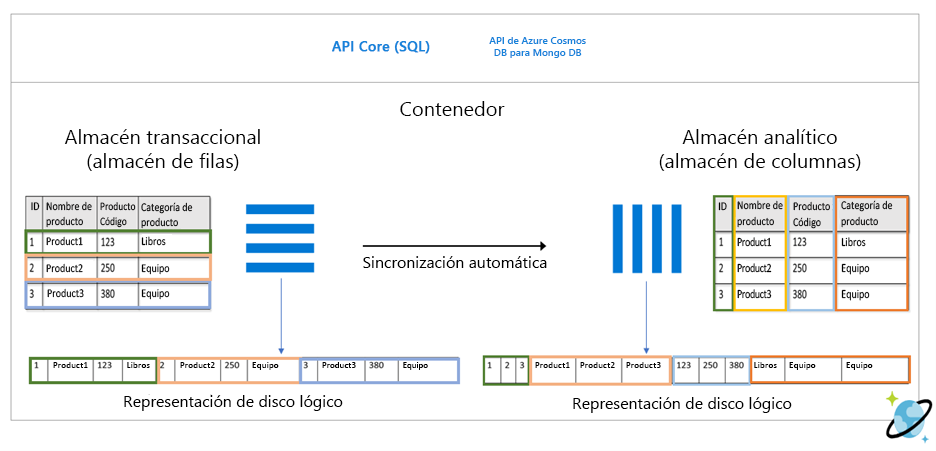 API Core (SQL)
API de Azure Cosmos
DB para Mongo DB
Contenedor
Almacén transaccional
(almacén de filas)
Almacén analítico
(almacén de columnas)
ID Nombre de producto Producto Código Categoría de producto
1 Product1 123 Libros
2 Product2 250 Equipo
3 Product3 380 Equipo
Sincronización automática
ID Nombre de producto Producto Código Categoría de producto
1 Product1 123 Libros
2 Product2 250 Equipo
3 Product3 380 Equipo
1 Product1 123 Libros 2 Product2 250 Equipo 3 Product3 380 Equipo
Representación de disco lógico
1 2 3 Product1 Product2 Product3 123 250 380 Libros Equipo Equipo
Representación de disco lógico